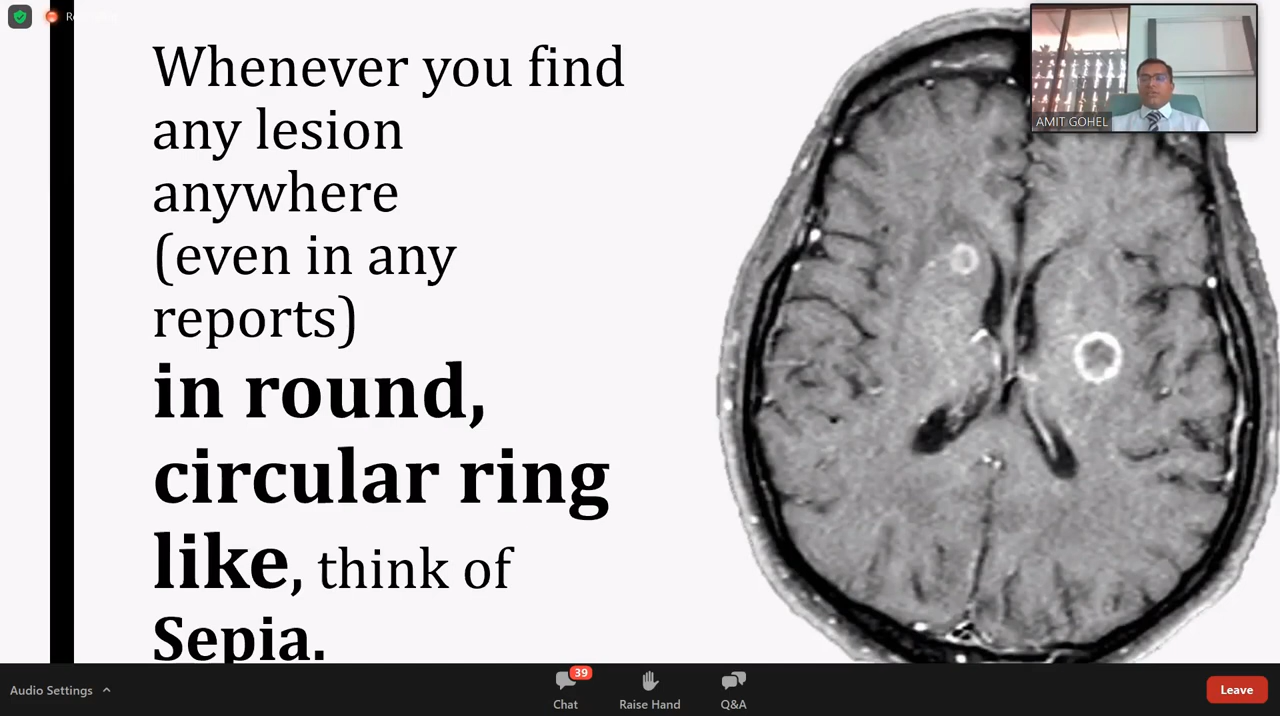 Whenever you find
any lesion
anywhere
(even in any
reports)
in round,
circular ring
like, think of
Sepia.
AMIT GOHEL
Audio Settings
39
Chat
Raise Hand
Q&A
Leave